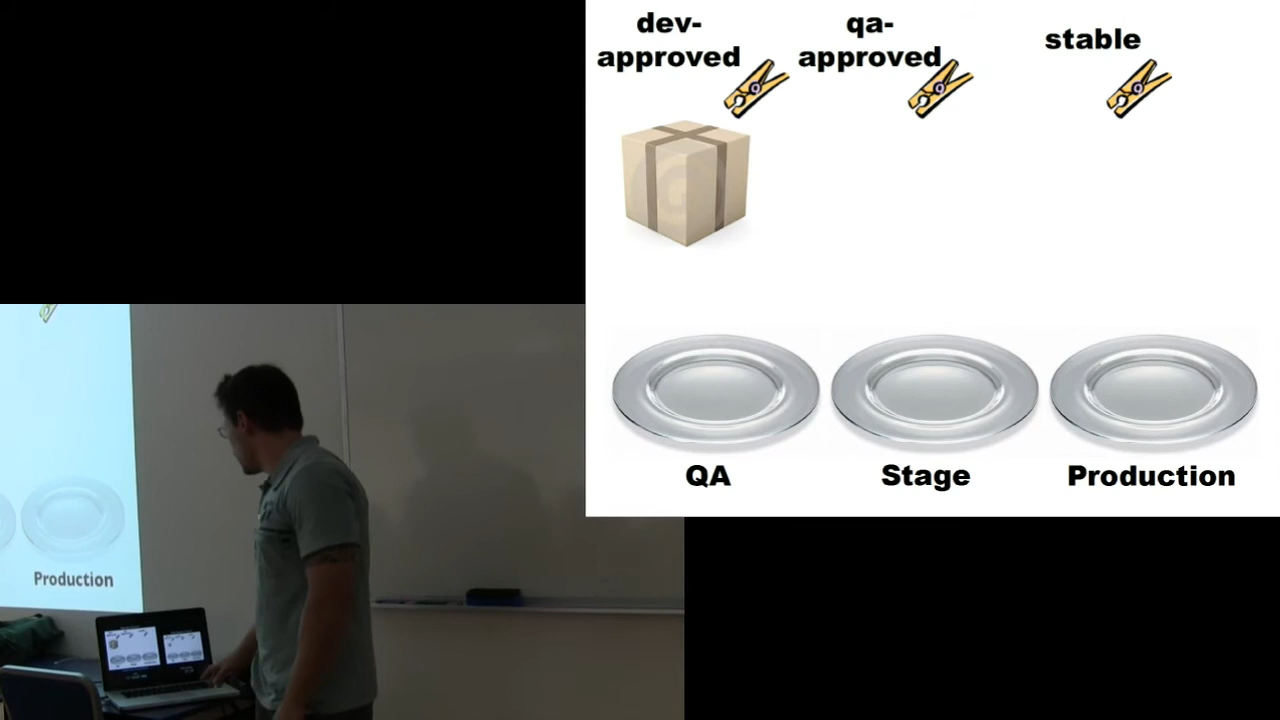 dev-
approved
qa-
approved
stable
QA
Stage
Production
Production